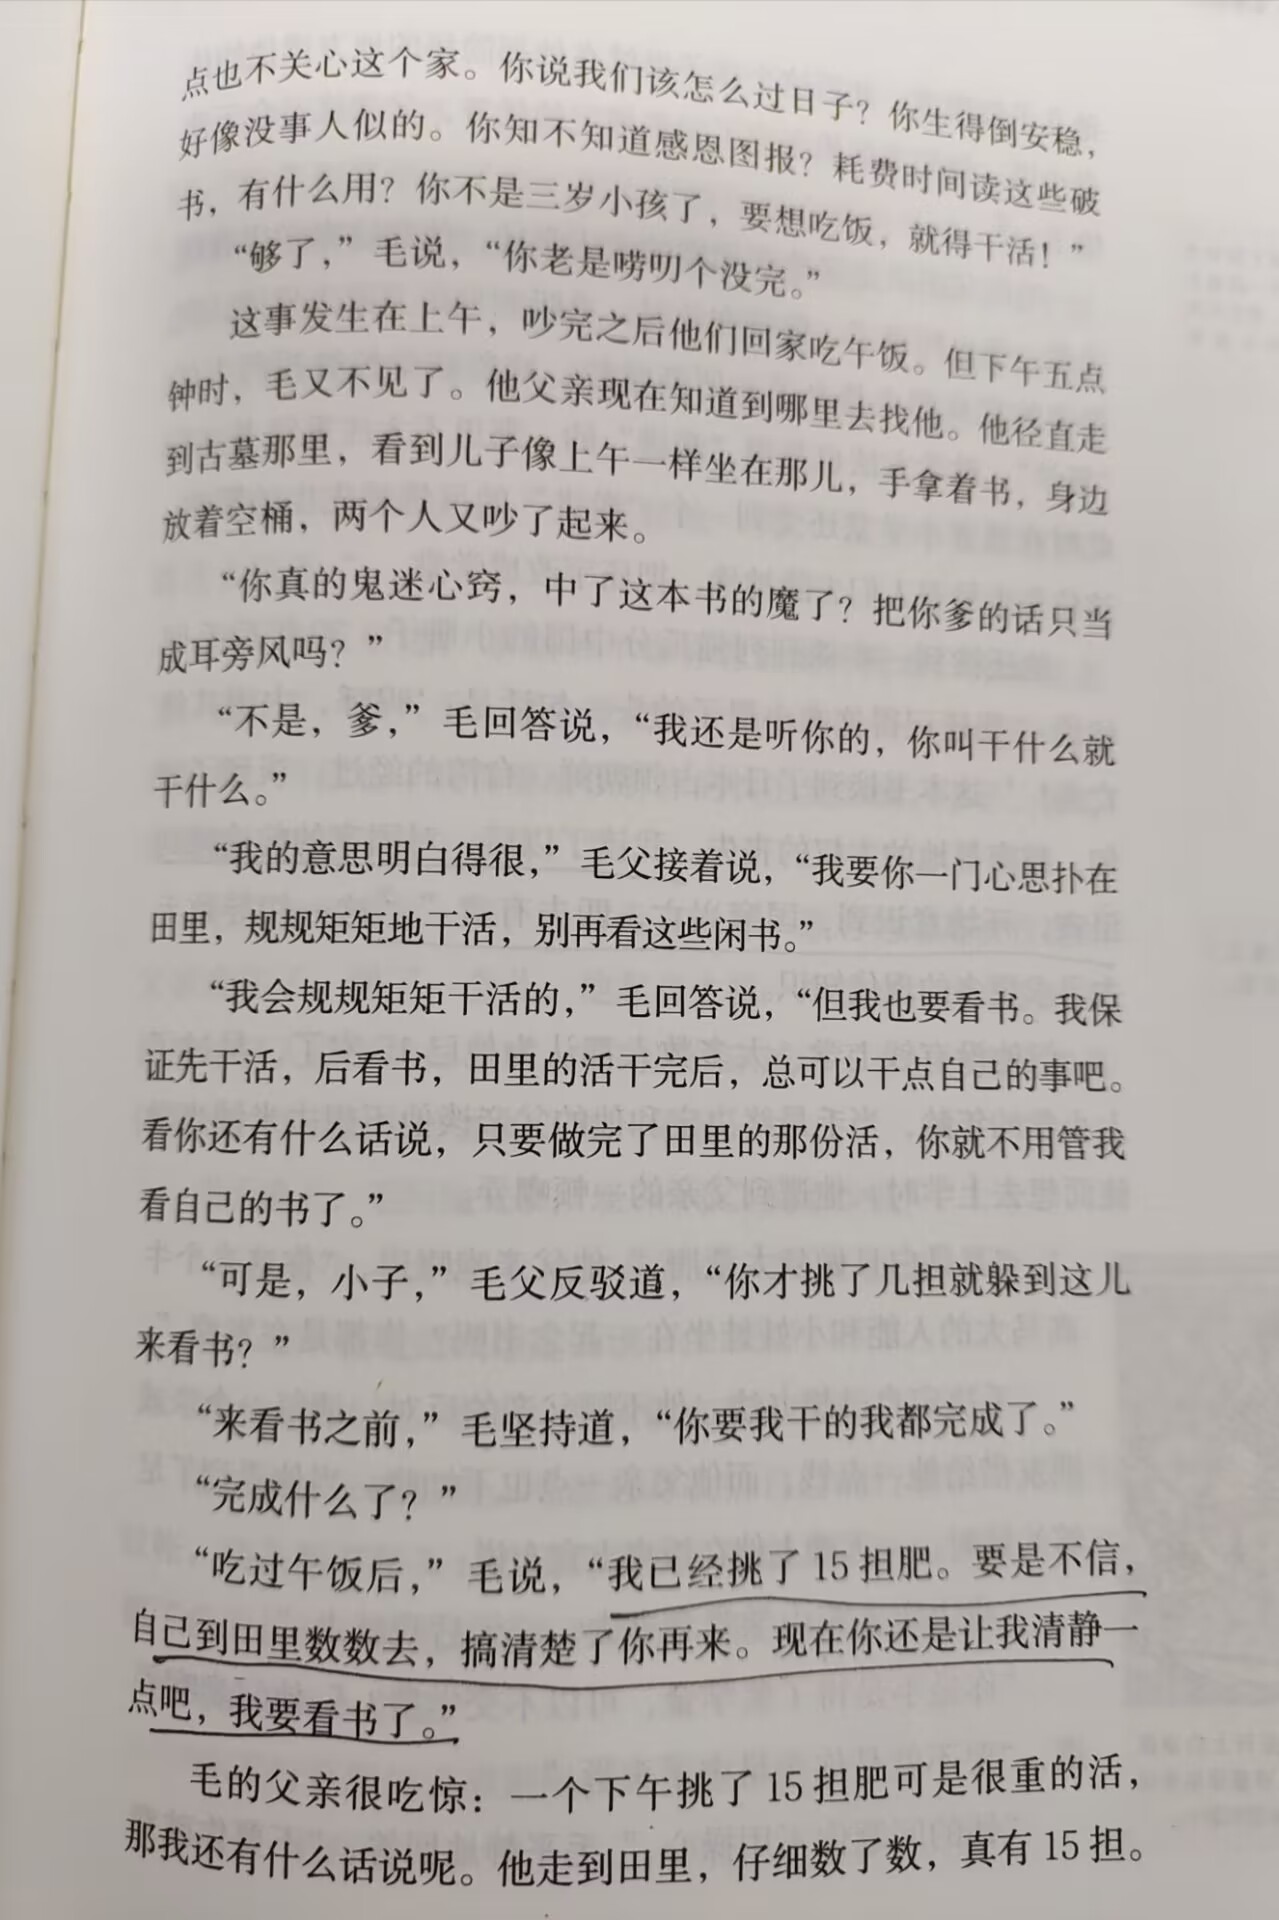 点也不关心这个家。你说我们该怎么过日子？你生得倒安稳，
好像没事人似的。你知不知道感恩图报？耗费时间读这些破
书，有什么用？你不是三岁小孩了，要想吃饭，就得干活！”
“够了，”毛说，“你老是唠叨个没完。”
这事发生在上午，吵完之后他们回家吃午饭。但下午五点
钟时，毛又不见了。他父亲现在知道到哪里去找他。他径直走
到古墓那里，看到儿子像上午一样坐在那儿，手拿着书，身边
放着空桶，两个人又吵了起来。
“你真的鬼迷心窍，中了这本书的魔了？把你爹的话只当
成耳旁风吗？”
“不是，爹，”毛回答说，“我还是听你的，你叫干什么就
干什么。”
“我的意思明白得很，”毛父接着说，“我要你一门心思扑在
田里，规规矩矩地干活，别再看这些闲书。”
“我会规规矩矩干活的，”毛回答说，“但我也要看书。我保
证先干活，后看书，田里的活干完后，总可以干点自己的事吧。
看你还有什么话说，只要做完了田里的那份活，你就不用管我
看自己的书了。”
“可是，小子，”毛父反驳道，“你才挑了几担就躲到这儿
来看书？”
“来看书之前，”毛坚持道，“你要我干的我都完成了。”
“完成什么了？”
“吃过午饭后，”毛说，“我已经挑了15担肥。要是不信，
自己到田里数数去，搞清楚了你再来。现在你还是让我清静一
点吧，我要看书了。”
毛的父亲很吃惊：一个下午挑了15担肥可是很重的活，
那我还有什么话说呢。他走到田里，仔细数了数，真有15担。